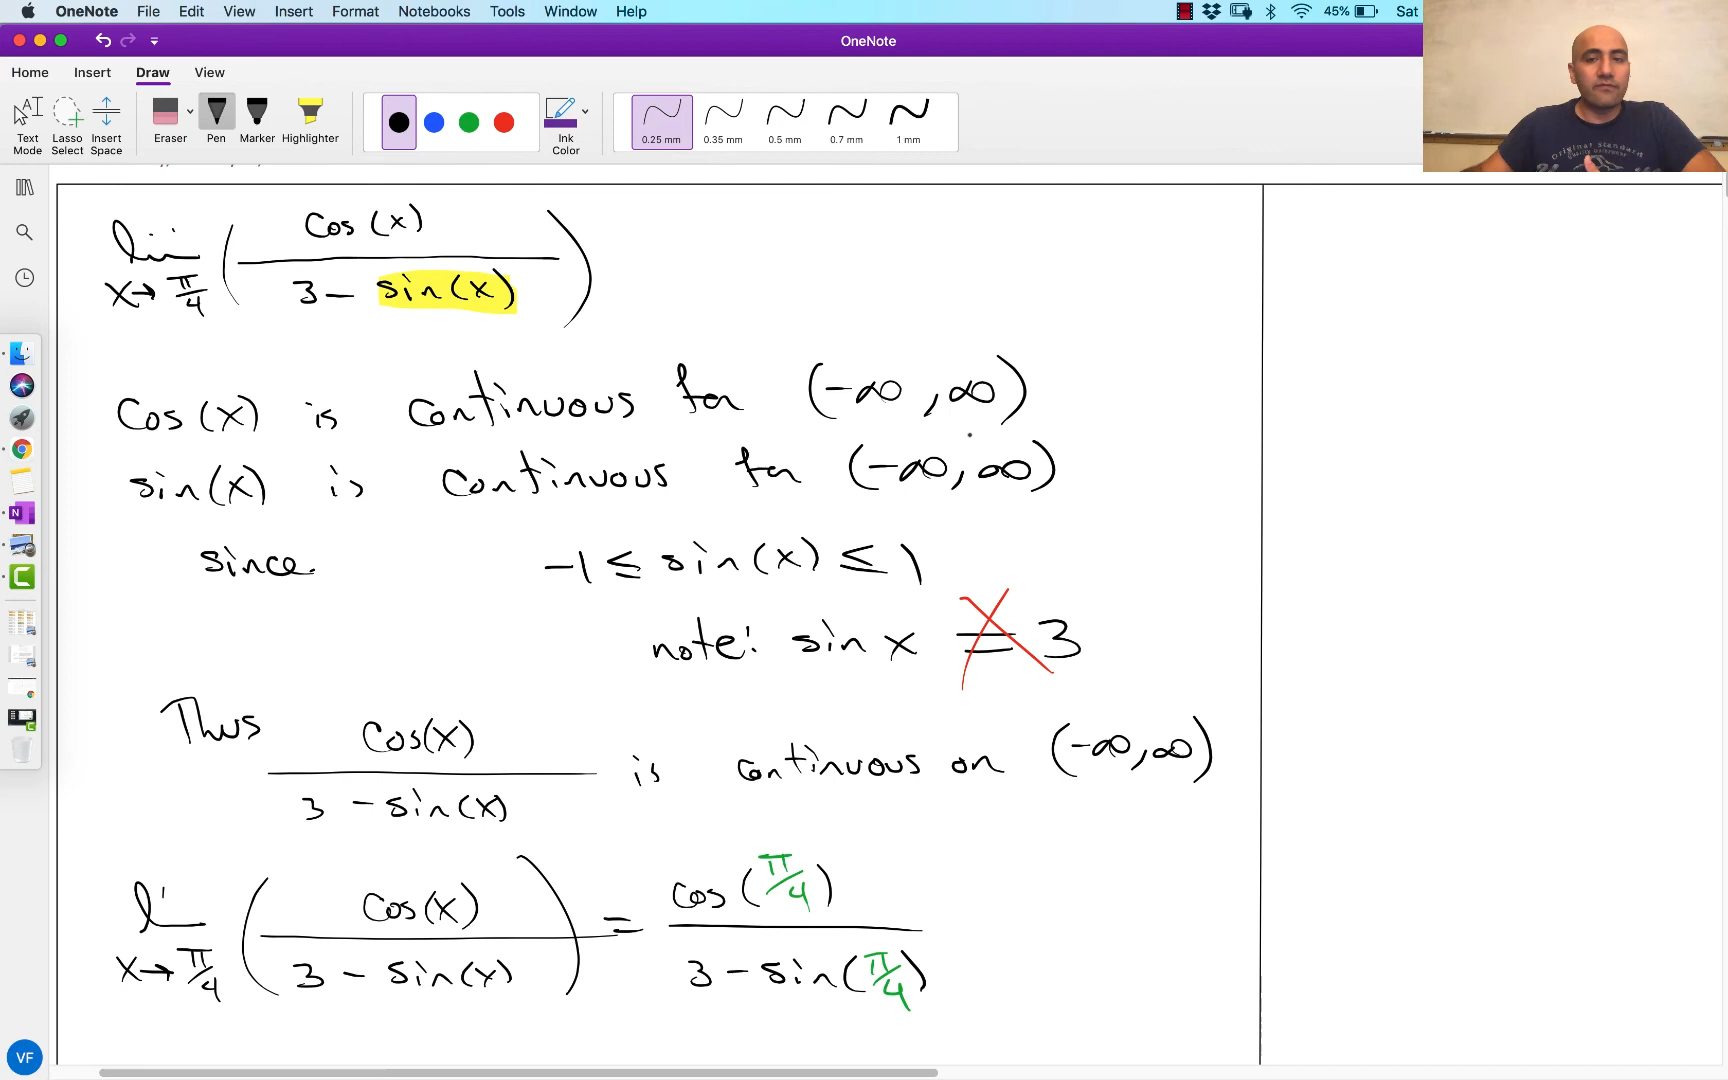 OneNote File Edit View Insert Format Notebooks Tools Window Help 45% Sat
OneNote
Home Insert Draw View
Text Mode Lasso Select Insert Space Eraser Pen Marker Highlighter Ink Color 0.25 mm 0.35 mm 0.5 mm 0.7 mm 1 mm
Original Standard
lim x→π/4 ( cos(x) / 3 - sin(x) )
cos(x) is continuous for (-∞, ∞)
sin(x) is continuous for (-∞, ∞)
since -1 ≤ sin(x) ≤ 1
note: sin x = 3
Thus cos(x) / 3 - sin(x) is continuous on (-∞, ∞)
lim x→π/4 ( cos(x) / 3 - sin(x) ) = cos(π/4) / 3 - sin(π/4)
VF